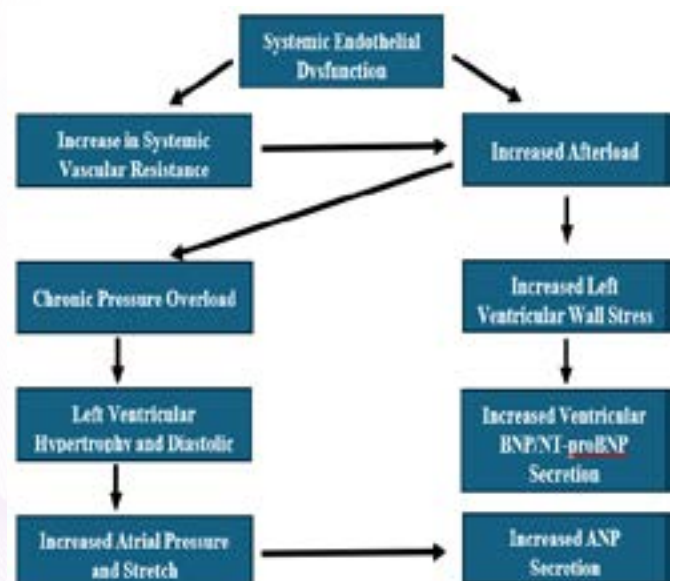 Systemic Endothelial
Dysfunction
Increase in Systemic
Vascular Resistance
Increased Afterload
Chronic Pressure Overload
Increased Left
Ventricular Wall Stress
Left Ventricular
Hypertrophy and Diastolic
Increased Ventricular
BNP/NT-proBNP
Secretion
Increased Atrial Pressure
and Stretch
Increased ANP
Secretion